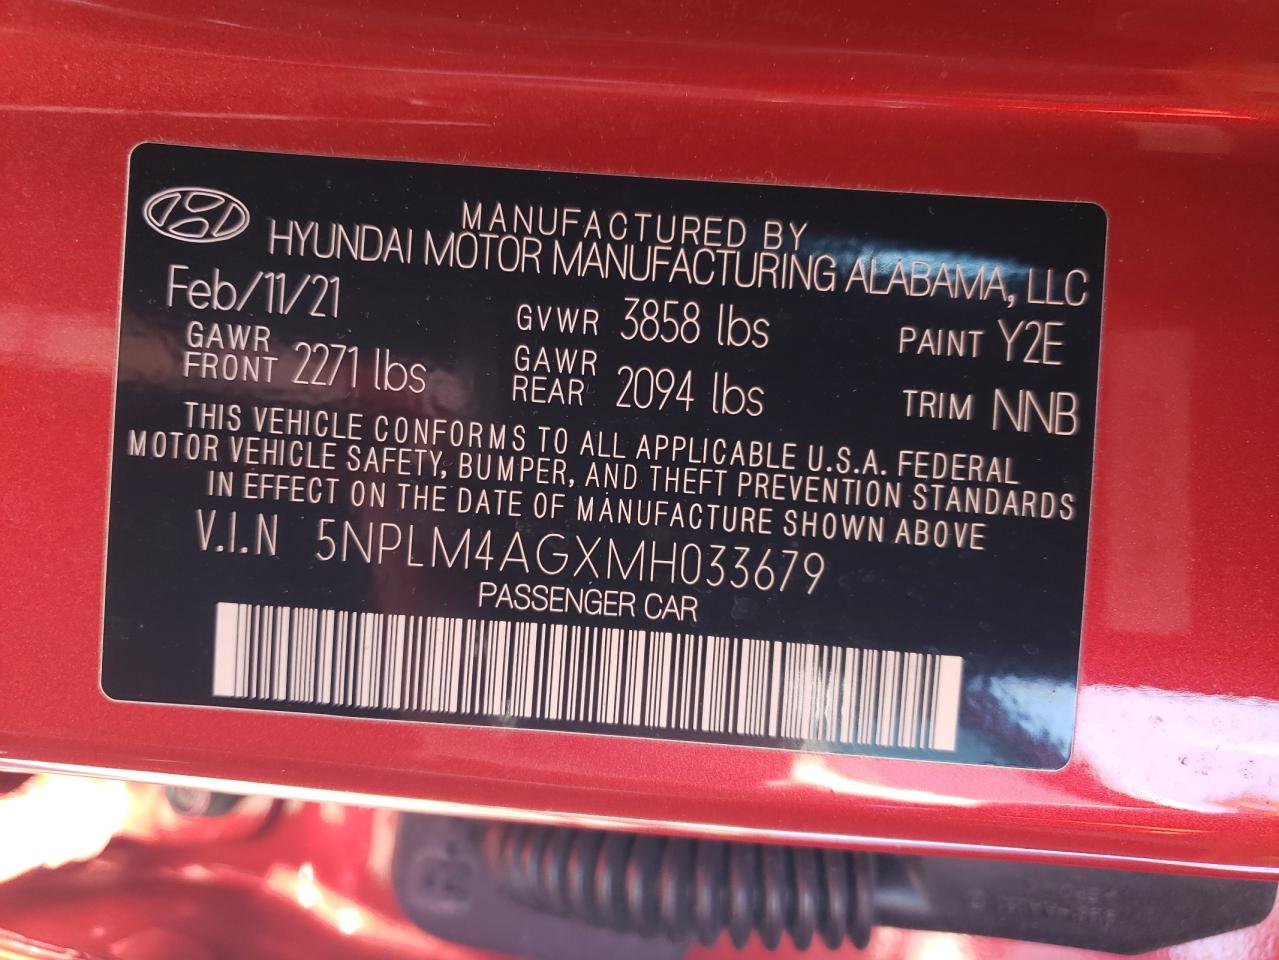 MANUFACTURED BY
HYUNDAI MOTOR MANUFACTURING ALABAMA, LLC
Feb/11/21 GVWR 3858 lbs PAINT Y2E
GAWR FRONT 2271 lbs GAWR REAR 2094 lbs TRIM NNB
THIS VEHICLE CONFORMS TO ALL APPLICABLE U.S.A. FEDERAL
MOTOR VEHICLE SAFETY, BUMPER, AND THEFT PREVENTION STANDARDS
IN EFFECT ON THE DATE OF MANUFACTURE SHOWN ABOVE
V.I.N 5NPLM4AGXMH033679
PASSENGER CAR